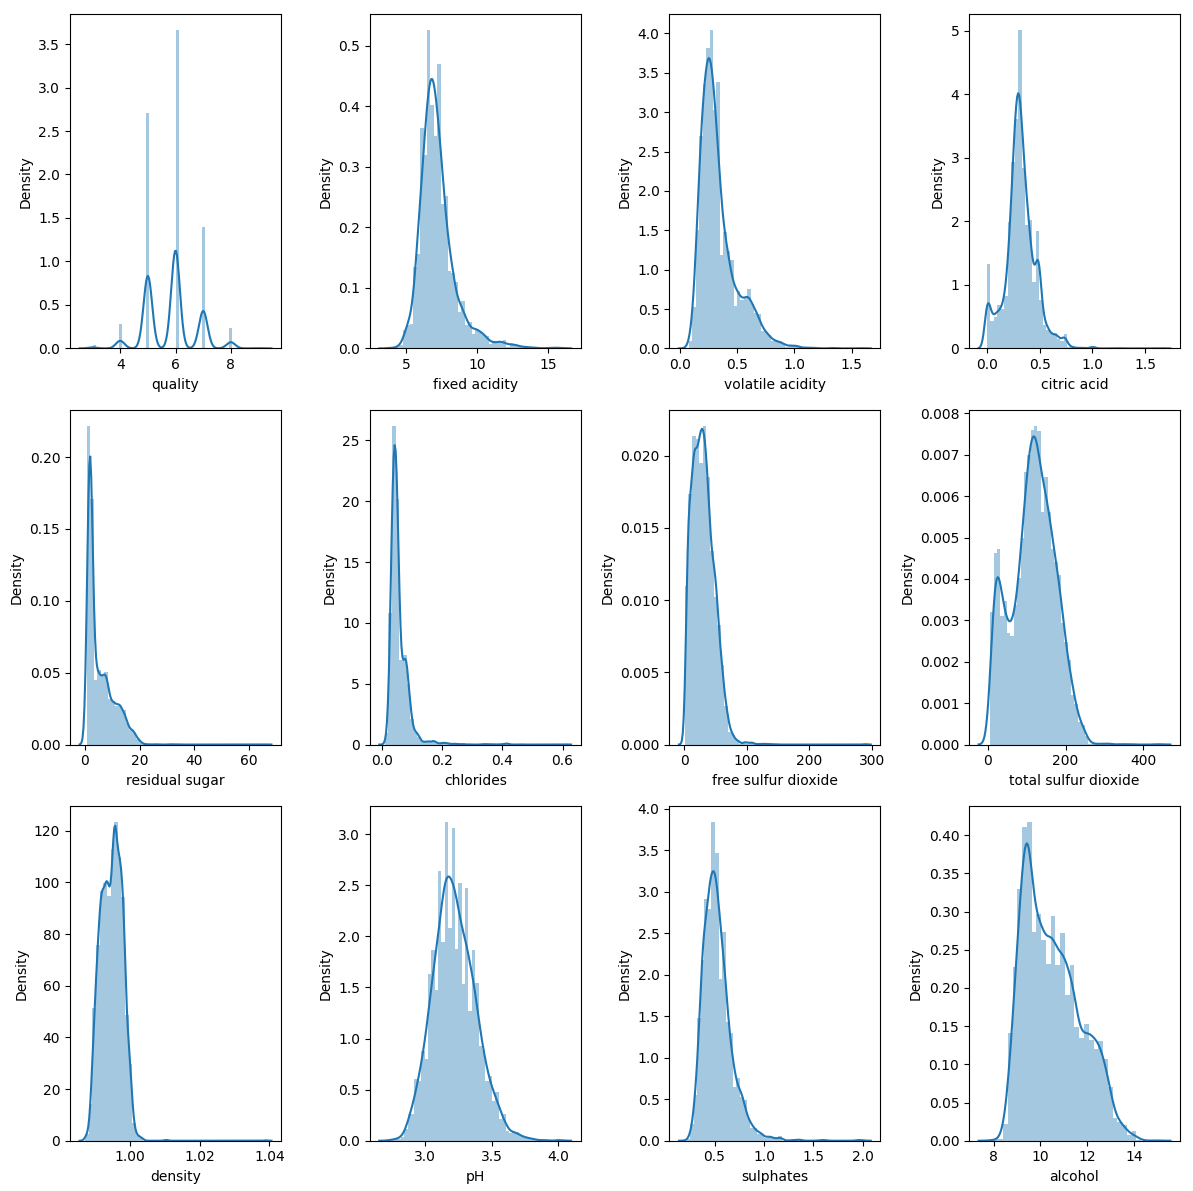 Density
3.5
3.0
2.5
2.0
1.5
1.0
0.5
0.0
4 6 8
quality
Density
0.5
0.4
0.3
0.2
0.1
0.0
5 10 15
fixed acidity
Density
4.0
3.5
3.0
2.5
2.0
1.5
1.0
0.5
0.0
0.0 0.5 1.0 1.5
volatile acidity
Density
5
4
3
2
1
0
0.0 0.5 1.0 1.5
citric acid
Density
0.20
0.15
0.10
0.05
0.00
0 20 40 60
residual sugar
Density
25
20
15
10
5
0
0.0 0.2 0.4 0.6
chlorides
Density
0.020
0.015
0.010
0.005
0.000
0 100 200 300
free sulfur dioxide
Density
0.008
0.007
0.006
0.005
0.004
0.003
0.002
0.001
0.000
0 200 400
total sulfur dioxide
Density
120
100
80
60
40
20
0
1.00 1.02 1.04
density
Density
3.0
2.5
2.0
1.5
1.0
0.5
0.0
3.0 3.5 4.0
pH
Density
4.0
3.5
3.0
2.5
2.0
1.5
1.0
0.5
0.0
0.5 1.0 1.5 2.0
sulphates
Density
0.40
0.35
0.30
0.25
0.20
0.15
0.10
0.05
0.00
8 10 12 14
alcohol